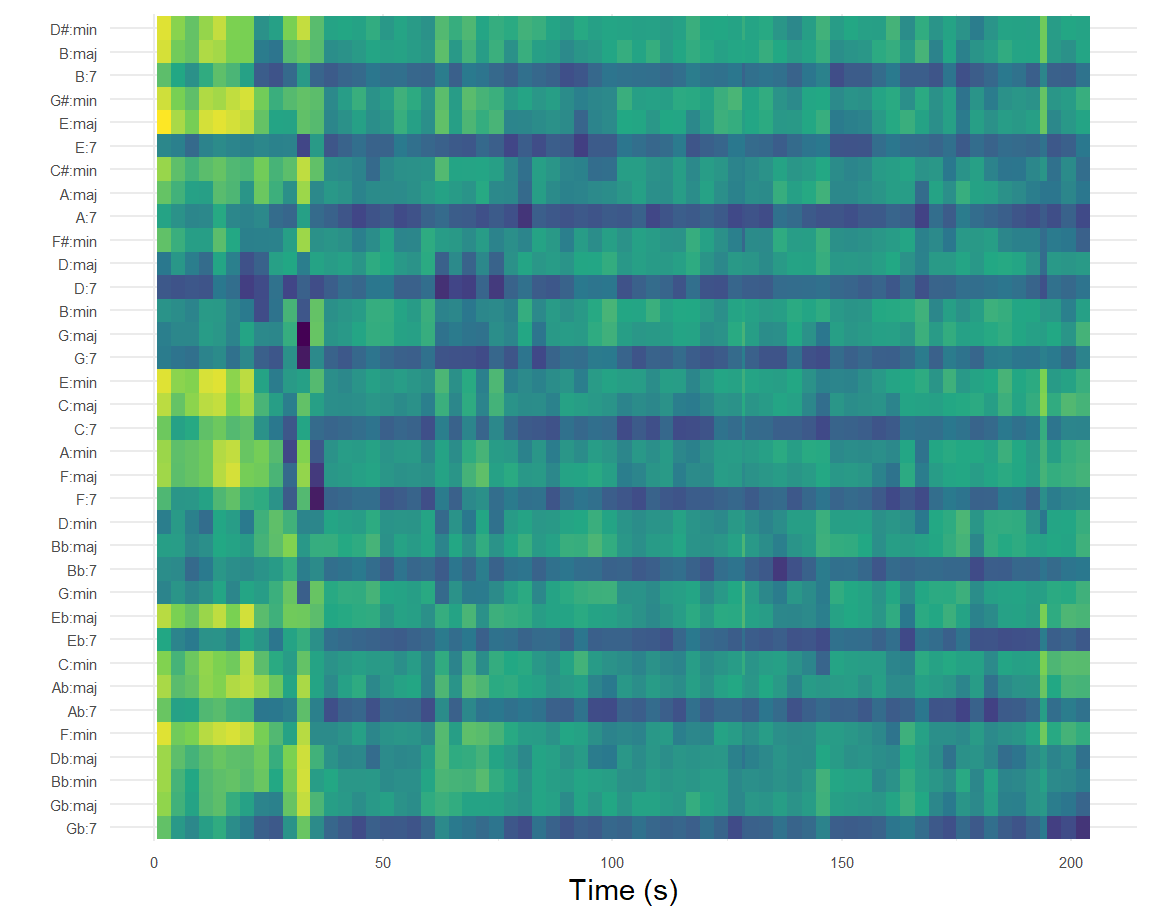 D#:min
B:maj
B:7
G#:min
E:maj
E:7
C#:min
A:maj
A:7
F#:min
D:maj
D:7
B:min
G:maj
G:7
E:min
C:maj
C:7
A:min
F:maj
F:7
D:min
Bb:maj
Bb:7
G:min
Eb:maj
Eb:7
C:min
Ab:maj
Ab:7
F:min
Db:maj
Bb:min
Gb:maj
Gb:7
0 50 100 150 200
Time (s)